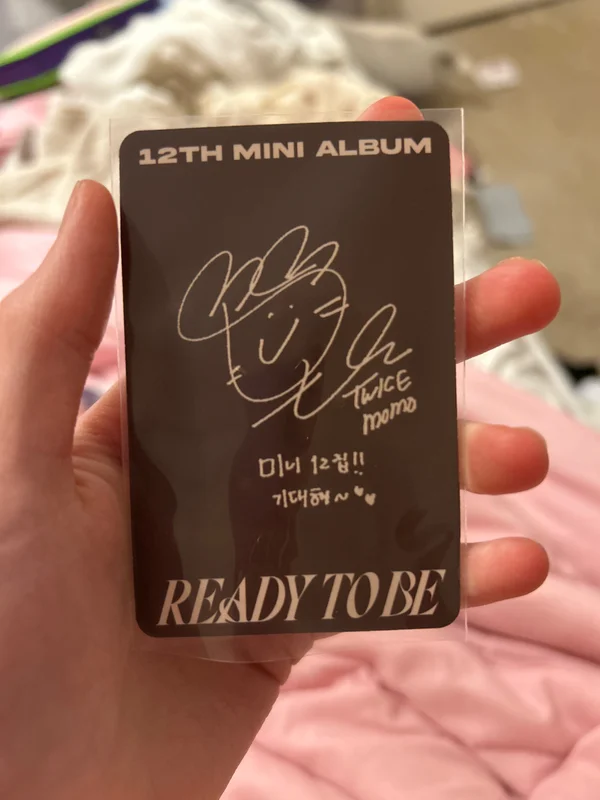 12TH MINI ALBUM
TWICE
momo
미니 12집!!
기대해~
READY TO BE